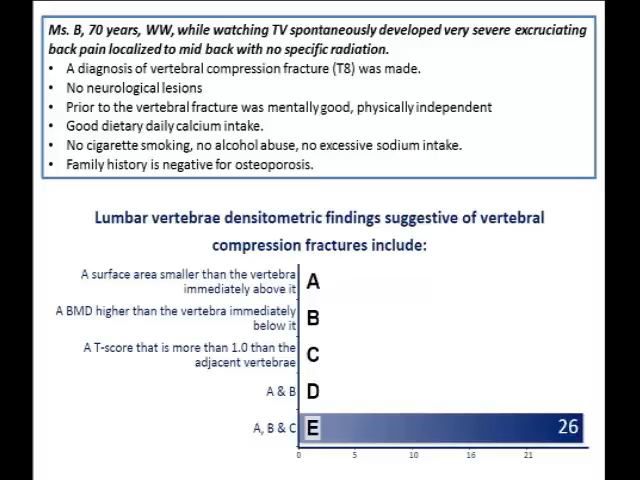 Ms. B, 70 years, WW, while watching TV spontaneously developed very severe excruciating
back pain localized to mid back with no specific radiation.
• A diagnosis of vertebral compression fracture (T8) was made.
• No neurological lesions
• Prior to the vertebral fracture was mentally good, physically independent
• Good dietary daily calcium intake.
• No cigarette smoking, no alcohol abuse, no excessive sodium intake.
• Family history is negative for osteoporosis.
Lumbar vertebrae densitometric findings suggestive of vertebral
compression fractures include:
A surface area smaller than the vertebra
immediately above it
A
A BMD higher than the vertebra immediately
below it
B
A T-score that is more than 1.0 than the
adjacent vertebrae
C
A & B
D
A, B & C
E
26
0 5 10 16 21